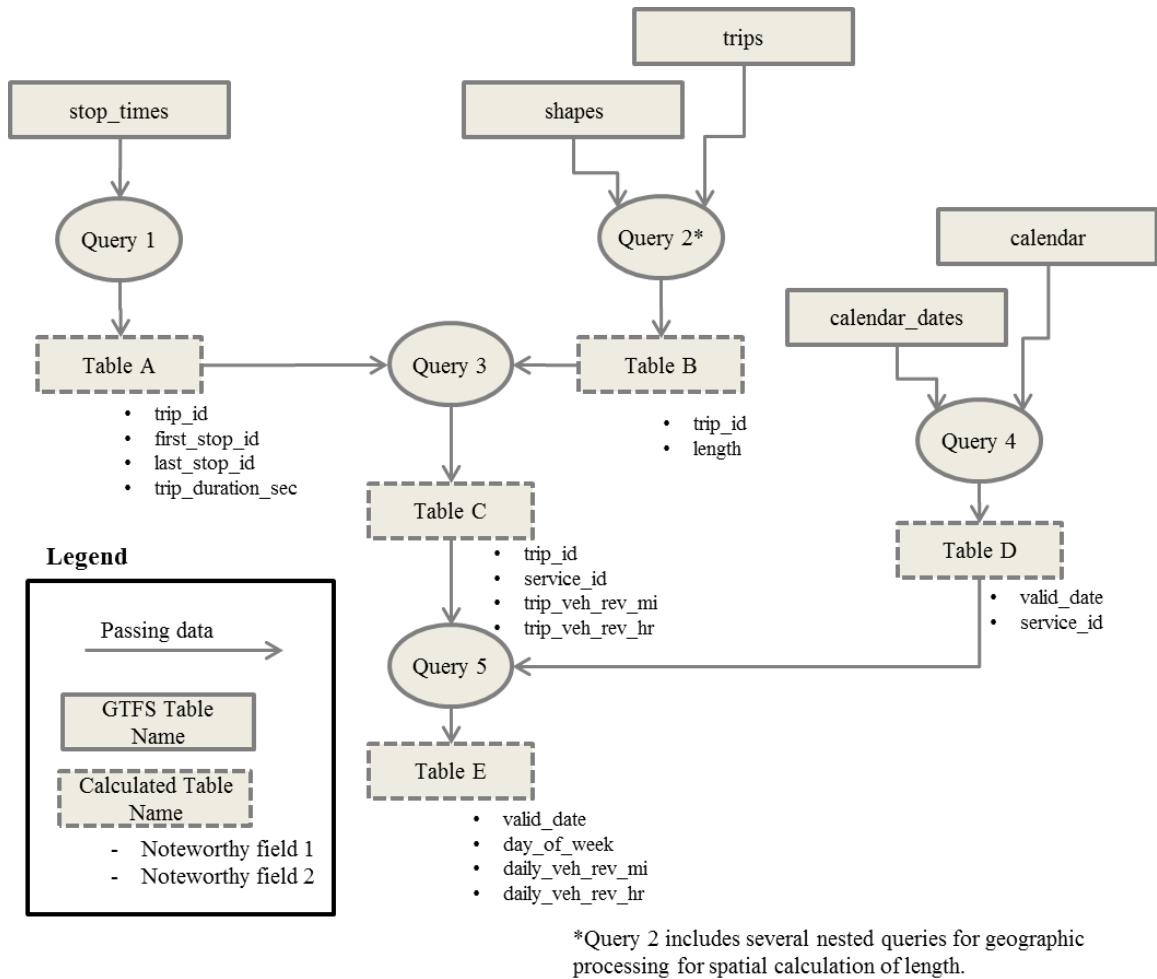 trips
stop_times
shapes
Query 1
Query 2*
calendar
calendar_dates
Table A
Query 3
Table B
• trip_id
• first_stop_id
• last_stop_id
• trip_duration_sec
• trip_id
• length
Query 4
Table C
Table D
• trip_id
• service_id
• trip_veh_rev_mi
• trip_veh_rev_hr
• valid_date
• service_id
Query 5
Table E
• valid_date
• day_of_week
• daily_veh_rev_mi
• daily_veh_rev_hr
Legend
Passing data
GTFS Table
Name
Calculated Table
Name
- Noteworthy field 1
- Noteworthy field 2
*Query 2 includes several nested queries for geographic
processing for spatial calculation of length.